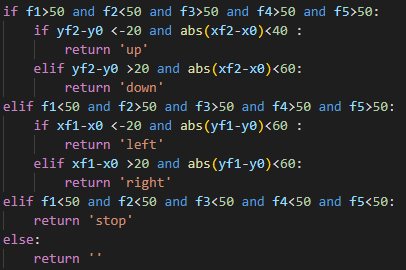 if f1>50 and f2<50 and f3>50 and f4>50 and f5>50:
    if yf2-y0 <-20 and abs(xf2-x0)<40 :
        return 'up'
    elif yf2-y0 >20 and abs(xf2-x0)<60:
        return 'down'
elif f1<50 and f2>50 and f3>50 and f4>50 and f5>50:
    if xf1-x0 <-20 and abs(yf1-y0)<60 :
        return 'left'
    elif xf1-x0 >20 and abs(yf1-y0)<60:
        return 'right'
elif f1<50 and f2<50 and f3<50 and f4<50 and f5<50:
    return 'stop'
else:
    return ''